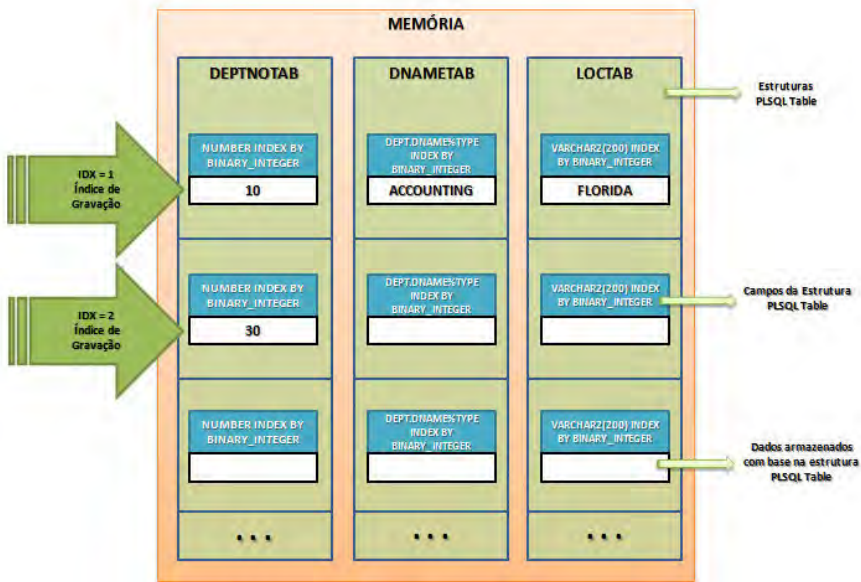 MEMÓRIA
DEPTNOTAB
DNAMETAB
LOCTAB
Estruturas
PLSQL Table
IDX = 1
Índice de
Gravação
NUMBER INDEX BY
BINARY_INTEGER
10
DEPT.DNAME%TYPE
INDEX BY
BINARY_INTEGER
ACCOUNTING
VARCHAR2(200) INDEX
BY BINARY_INTEGER
FLORIDA
IDX = 2
Índice de
Gravação
NUMBER INDEX BY
BINARY_INTEGER
30
DEPT.DNAME%TYPE
INDEX BY
BINARY_INTEGER
VARCHAR2(200) INDEX
BY BINARY_INTEGER
Campos da Estrutura
PLSQL Table
NUMBER INDEX BY
BINARY_INTEGER
DEPT.DNAME%TYPE
INDEX BY
BINARY_INTEGER
VARCHAR2(200) INDEX
BY BINARY_INTEGER
Dados armazenados
com base na estrutura
PLSQL Table
...
...
...